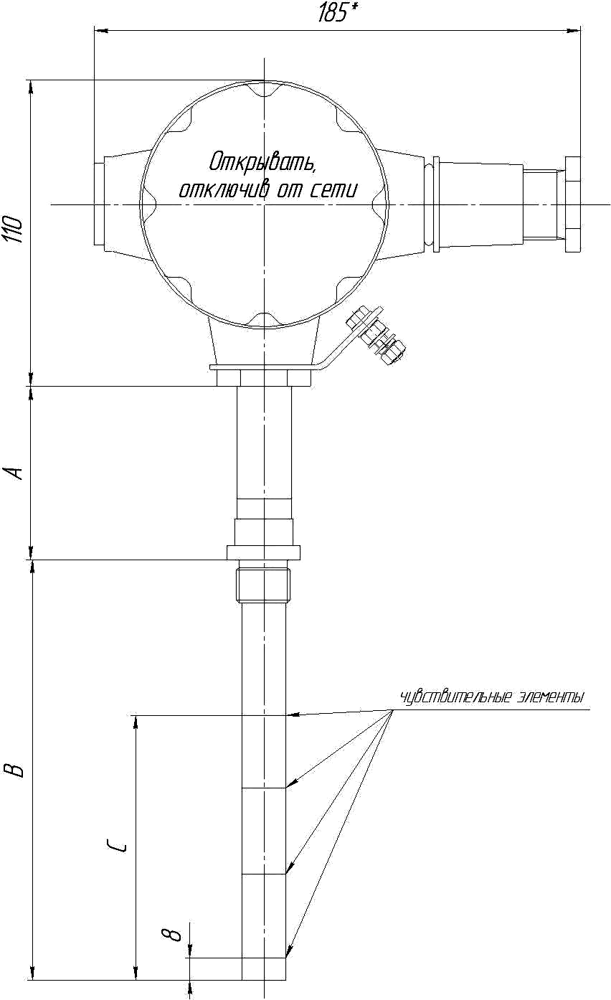 185*
Открывать,
отключив от сети
110
А
чувствительные элементы
В
С
8